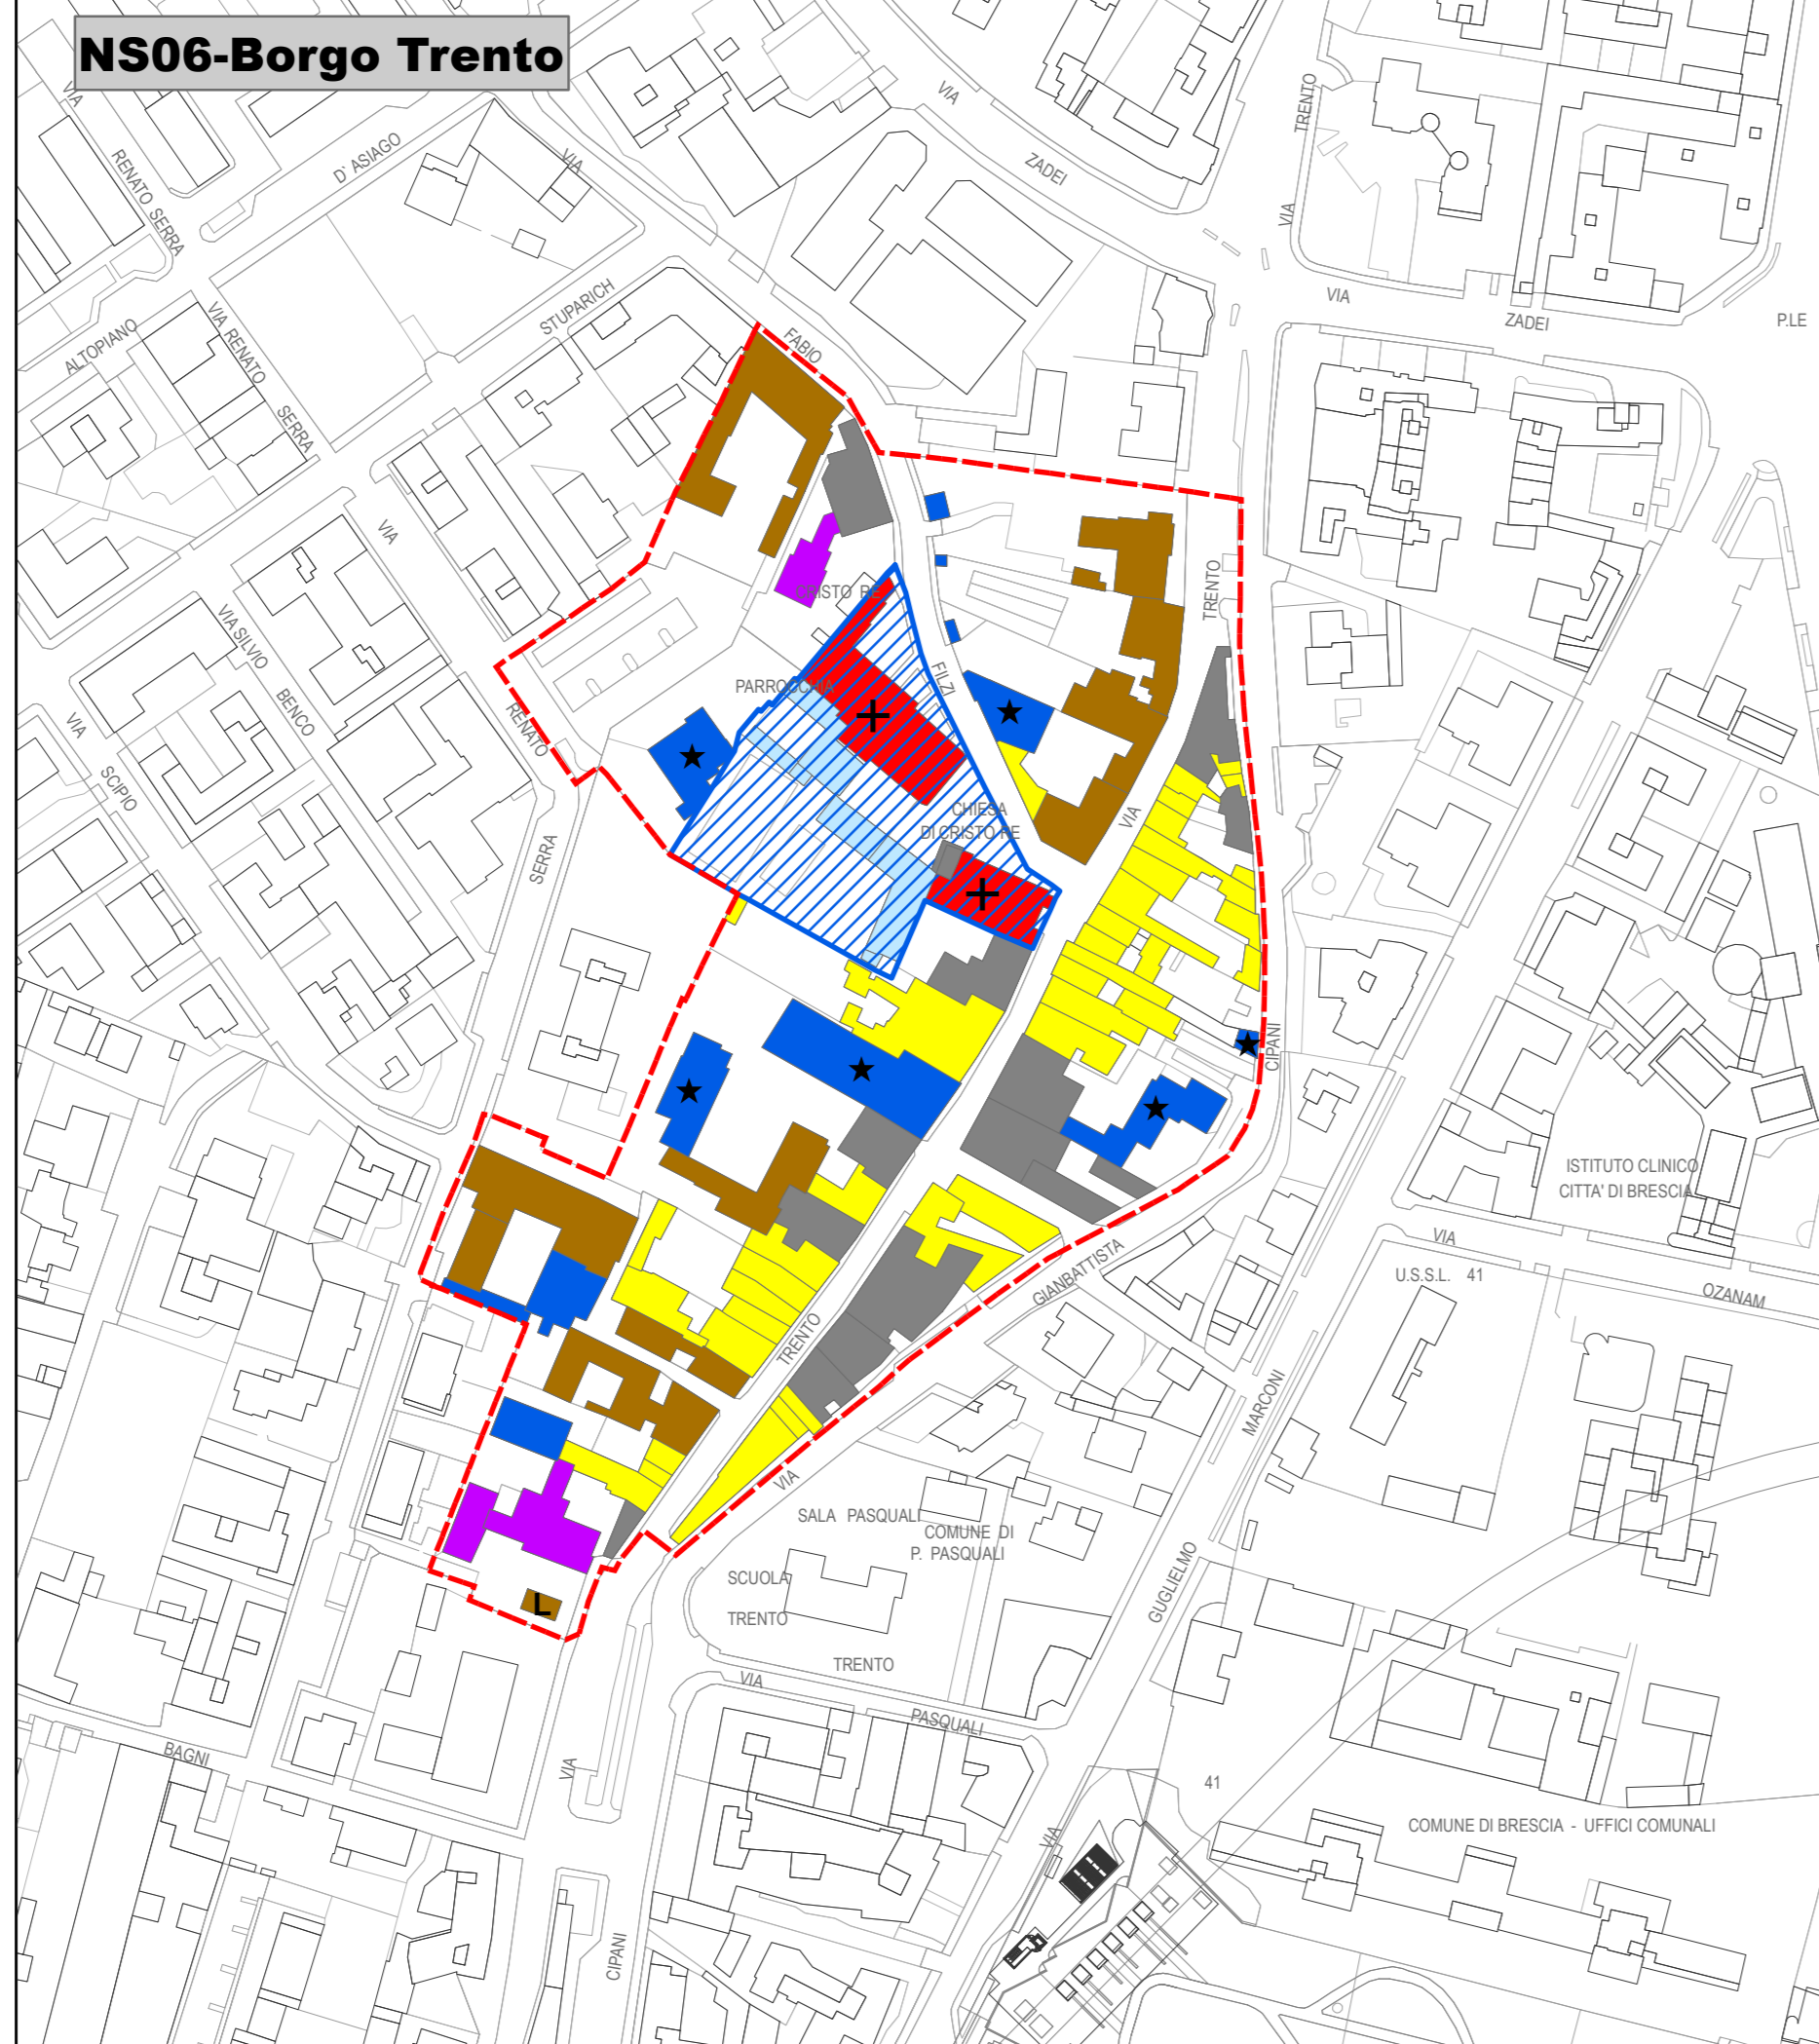 NS06-Borgo Trento
VIA
RENATO SERRA
D' ASIAGO
VIA
VIA
ZADEI
TRENTO
VIA
VIA
ZADEI
P.LE
ALTOPIANO
VIA RENATO
SERRA
STUPARICH
FABIO
VIA
VIA SILVIO
BENCO
VIA
SCIPIO
RENATO
SERRA
CRISTO RE
PARROCCHIA
FILZI
TRENTO
VIA
CHIESA
DI CRISTO RE
CIPANI
ISTITUTO CLINICO
CITTA' DI BRESCIA
VIA
OZANAM
U.S.S.L. 41
GIANBATTISTA
TRENTO
MARCONI
VIA
SALA PASQUALI
COMUNE DI
P. PASQUALI
SCUOLA
TRENTO
L
GUGLIELMO
TRENTO
VIA
PASQUALI
BAGNI
VIA
41
COMUNE DI BRESCIA - UFFICI COMUNALI
VIA
CIPANI